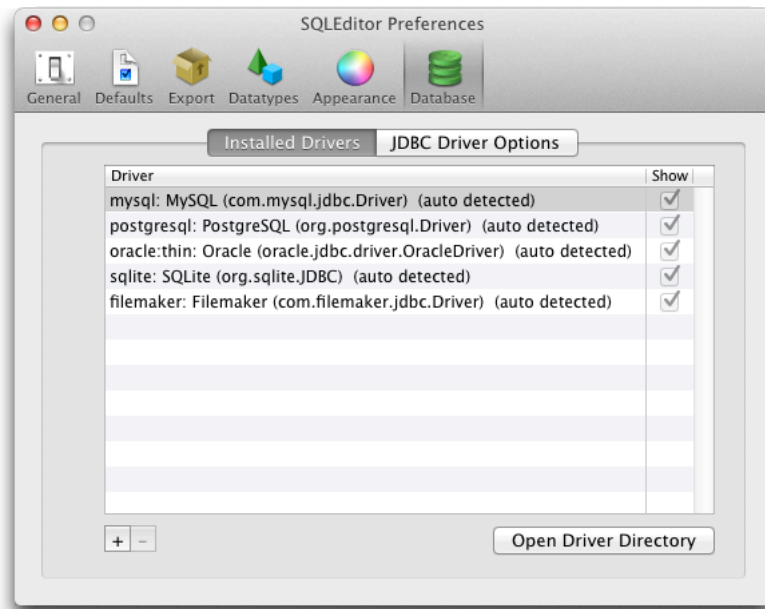 SQLEditor Preferences
General Defaults Export Datatypes Appearance Database
Installed Drivers JDBC Driver Options
Driver Show
mysql: MySQL (com.mysql.jdbc.Driver) (auto detected)
postgresql: PostgreSQL (org.postgresql.Driver) (auto detected)
oracle:thin: Oracle (oracle.jdbc.driver.OracleDriver) (auto detected)
sqlite: SQLite (org.sqlite.JDBC) (auto detected)
filemaker: Filemaker (com.filemaker.jdbc.Driver) (auto detected)
+ − Open Driver Directory